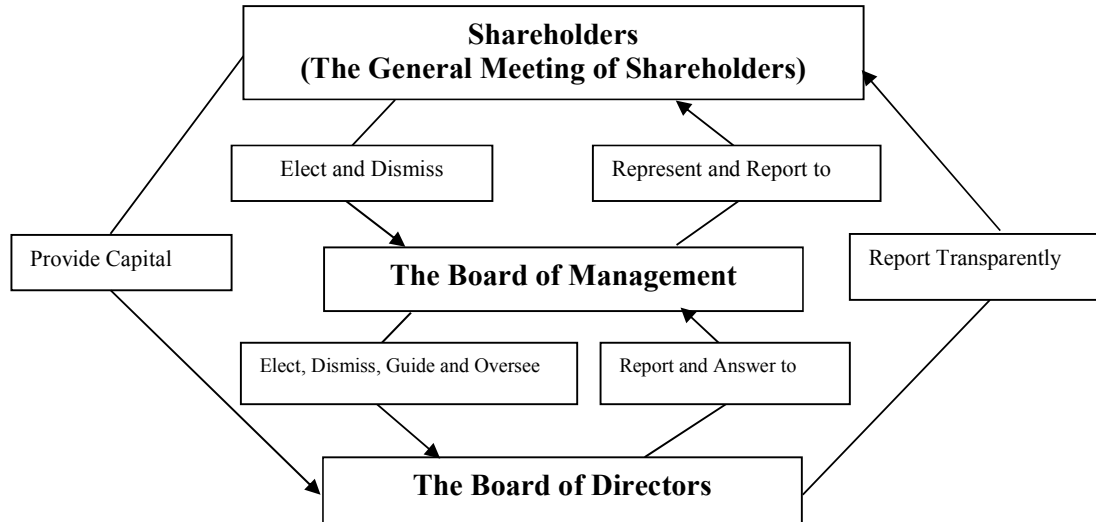 Shareholders
(The General Meeting of Shareholders)
Elect and Dismiss
Represent and Report to
Provide Capital
The Board of Management
Report Transparently
Elect, Dismiss, Guide and Oversee
Report and Answer to
The Board of Directors